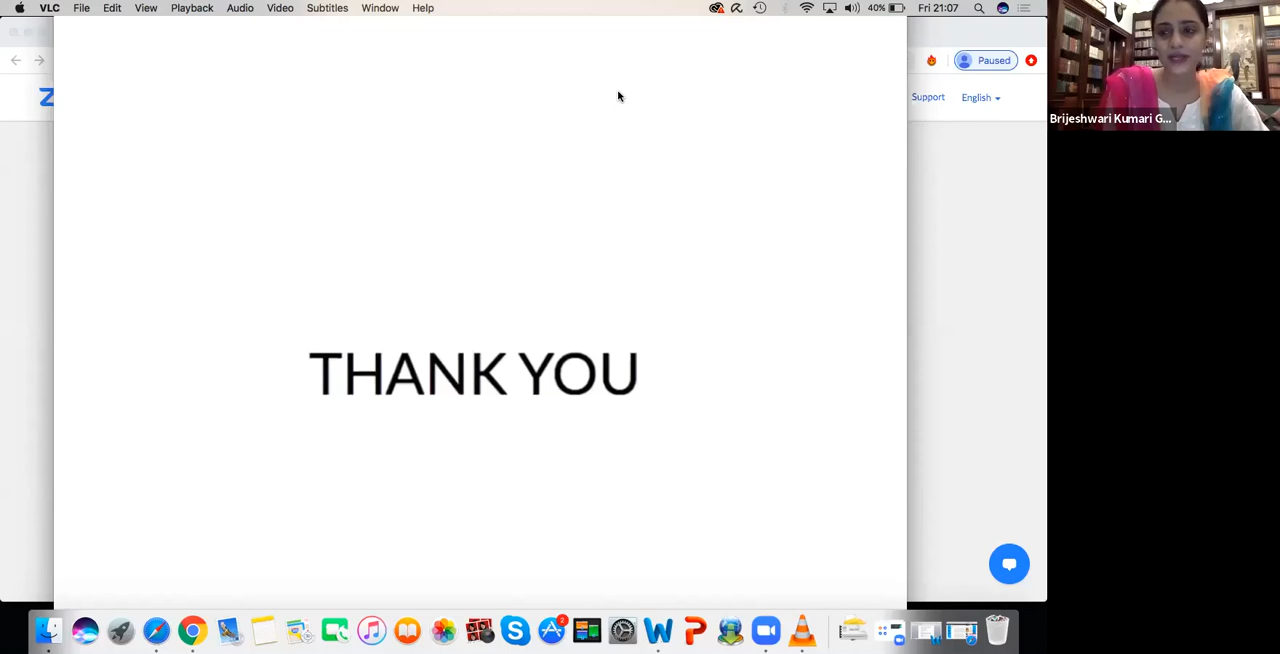 VLC File Edit View Playback Audio Video Subtitles Window Help 40% Fri 21:07
Paused
Support English
Brijeshwari Kumari G...
THANK YOU
2